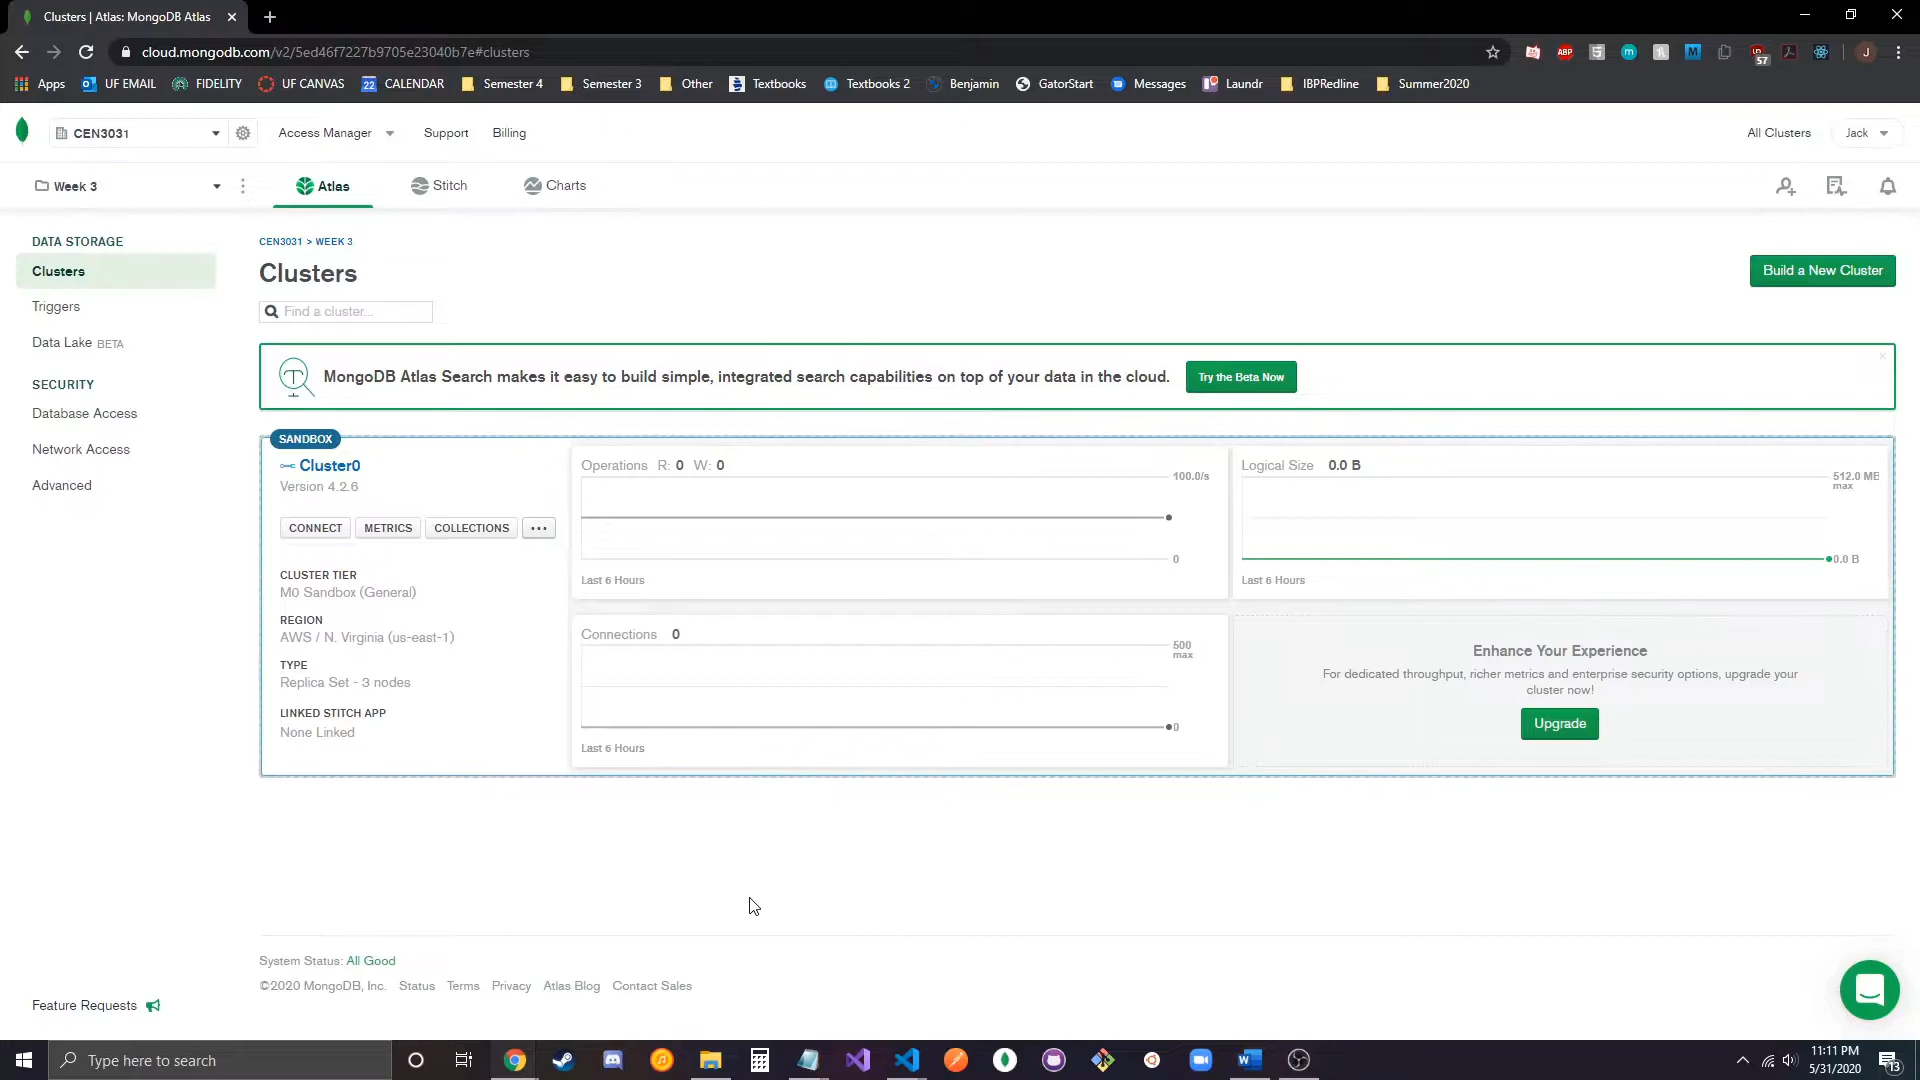 Clusters | Atlas: MongoDB Atlas
cloud.mongodb.com/v2/5ed46f7227b9705e23040b7e#clusters
ABP
57
J
Apps
UF EMAIL
FIDELITY
UF CANVAS
22 CALENDAR
Semester 4
Semester 3
Other
Textbooks
Textbooks 2
Benjamin
GatorStart
Messages
Laundr
IBPRedline
Summer2020
CEN3031
Access Manager
Support
Billing
All Clusters
Jack
Week 3
Atlas
Stitch
Charts
DATA STORAGE
Clusters
Triggers
Data Lake BETA
SECURITY
Database Access
Network Access
Advanced
Feature Requests
CEN3031 > WEEK 3
Clusters
Build a New Cluster
Find a cluster...
MongoDB Atlas Search makes it easy to build simple, integrated search capabilities on top of your data in the cloud.
Try the Beta Now
SANDBOX
Cluster0
Version 4.2.6
CONNECT
METRICS
COLLECTIONS
CLUSTER TIER
M0 Sandbox (General)
REGION
AWS / N. Virginia (us-east-1)
TYPE
Replica Set - 3 nodes
LINKED STITCH APP
None Linked
Operations R: 0 W: 0
100.0/s
0
Last 6 Hours
Logical Size 0.0 B
512.0 MB
max
0.0 B
Last 6 Hours
Connections 0
500
max
0
Last 6 Hours
Enhance Your Experience
For dedicated throughput, richer metrics and enterprise security options, upgrade your
cluster now!
Upgrade
System Status: All Good
©2020 MongoDB, Inc. Status Terms Privacy Atlas Blog Contact Sales
Type here to search
11:11 PM
5/31/2020
13